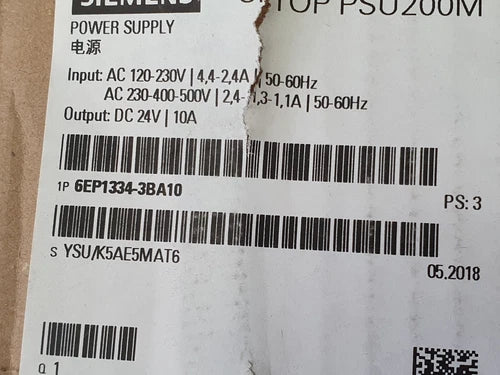 SIEMENS
TOP PSU200M
POWER SUPPLY
电源
Input: AC 120-230V | 4,4-2,4A | 50-60Hz
AC 230-400-500V | 2,4- 1,3-1,1A | 50-60Hz
Output: DC 24V | 10A
1P 6EP1334-3BA10
PS: 3
S YSU/K5AE5MAT6
05.2018
Q 1